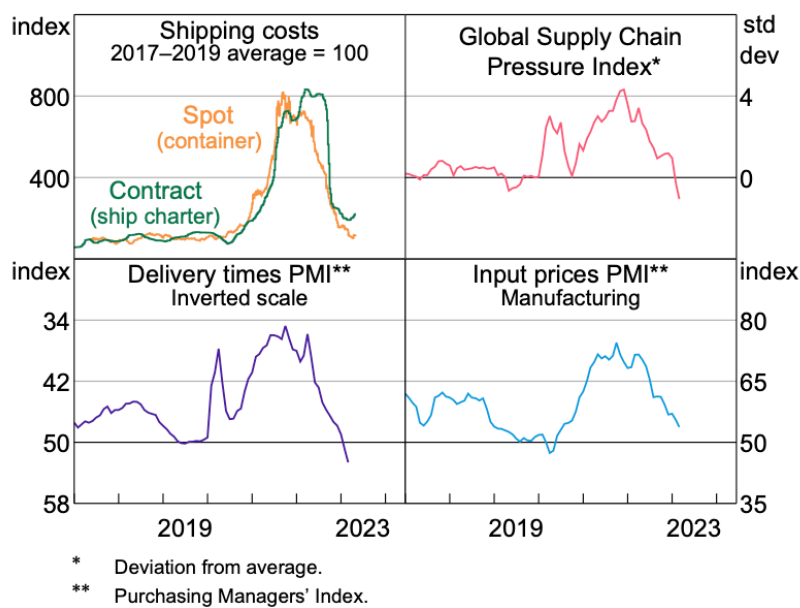 Shipping costs
2017–2019 average = 100
index
800
400
Spot
(container)
Contract
(ship charter)
Global Supply Chain
Pressure Index*
std
dev
4
0
Delivery times PMI**
Inverted scale
index
34
42
50
58
2019
2023
Input prices PMI**
Manufacturing
index
80
65
50
35
2019
2023
* Deviation from average.
** Purchasing Managers’ Index.